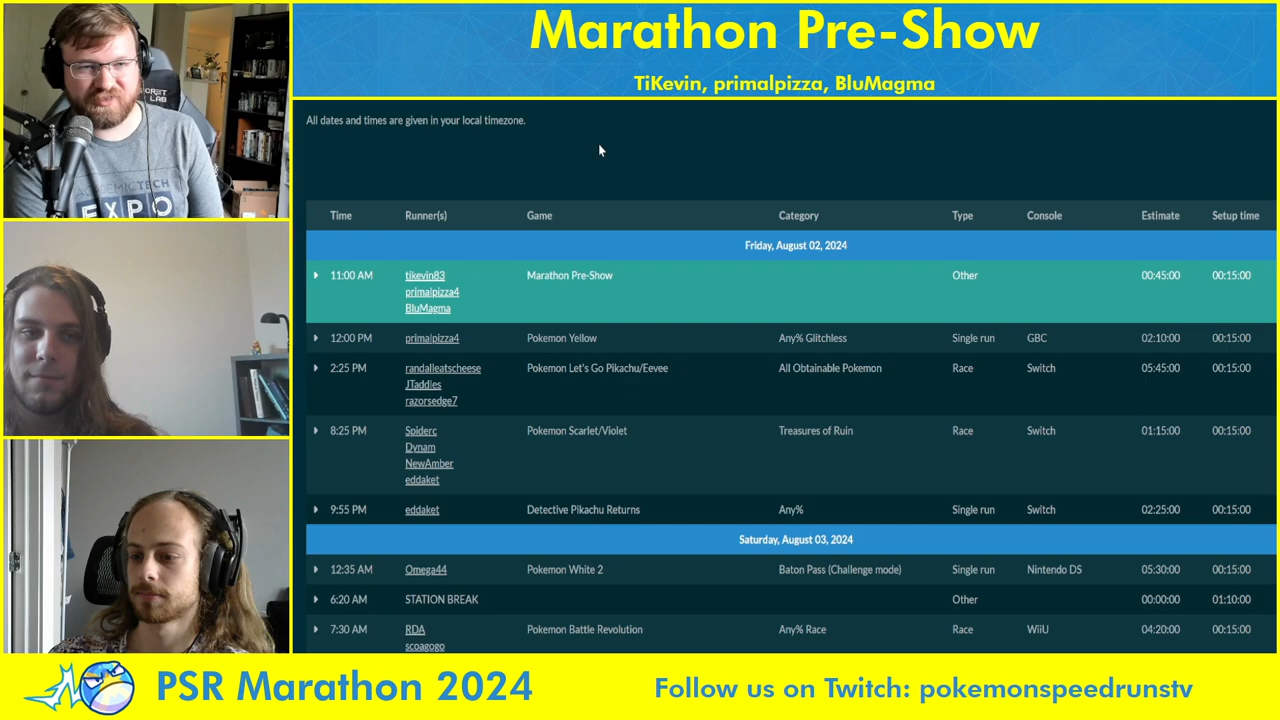 Marathon Pre-Show
TiKevin, primalpizza, BluMagma
ACADEMIC TECH
EXPO
All dates and times are given in your local timezone.
Time Runner(s) Game Category Type Console Estimate Setup time
Friday, August 02, 2024
11:00 AM tikevin83 Marathon Pre-Show Other 00:45:00 00:15:00
primalpizza4
BluMagma
12:00 PM primalpizza4 Pokemon Yellow Any% Glitchless Single run GBC 02:10:00 00:15:00
2:25 PM randalleatscheese Pokemon Let's Go Pikachu/Eevee All Obtainable Pokemon Race Switch 05:45:00 00:15:00
JTaddles
razorsedge7
8:25 PM Spiderc Pokemon Scarlet/Violet Treasures of Ruin Race Switch 01:15:00 00:15:00
Dynam
NewAmber
eddaket
9:55 PM eddaket Detective Pikachu Returns Any% Single run Switch 02:25:00 00:15:00
Saturday, August 03, 2024
12:35 AM Omega44 Pokemon White 2 Baton Pass (Challenge mode) Single run Nintendo DS 05:30:00 00:15:00
6:20 AM STATION BREAK Other 00:00:00 01:10:00
7:30 AM RDA Pokemon Battle Revolution Any% Race Race WiiU 04:20:00 00:15:00
scoagogo
PSR Marathon 2024
Follow us on Twitch: pokemonspeedrunstv